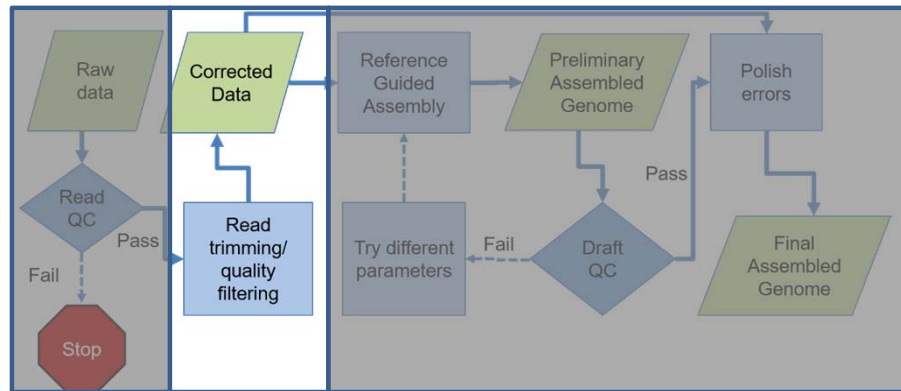 Raw
data
Read
QC
Pass
Fail
Stop
Corrected
Data
Read
trimming/
quality
filtering
Reference
Guided
Assembly
Preliminary
Assembled
Genome
Polish
errors
Pass
Try different
parameters
Fail
Draft
QC
Final
Assembled
Genome